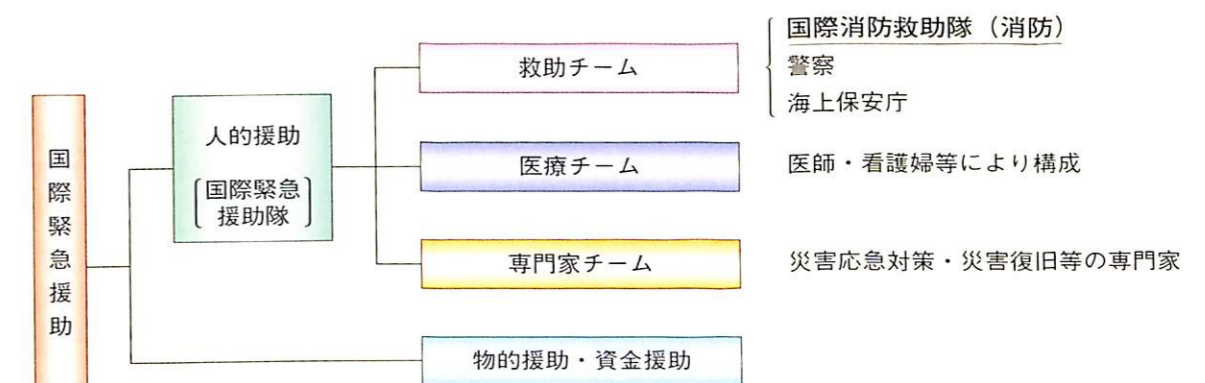 国際緊急援助
人的援助
国際緊急
援助隊
救助チーム
国際消防救助隊(消防)
警察
海上保安庁
医療チーム
医師・看護婦等により構成
専門家チーム
災害応急対策・災害復旧等の専門家
物的援助・資金援助